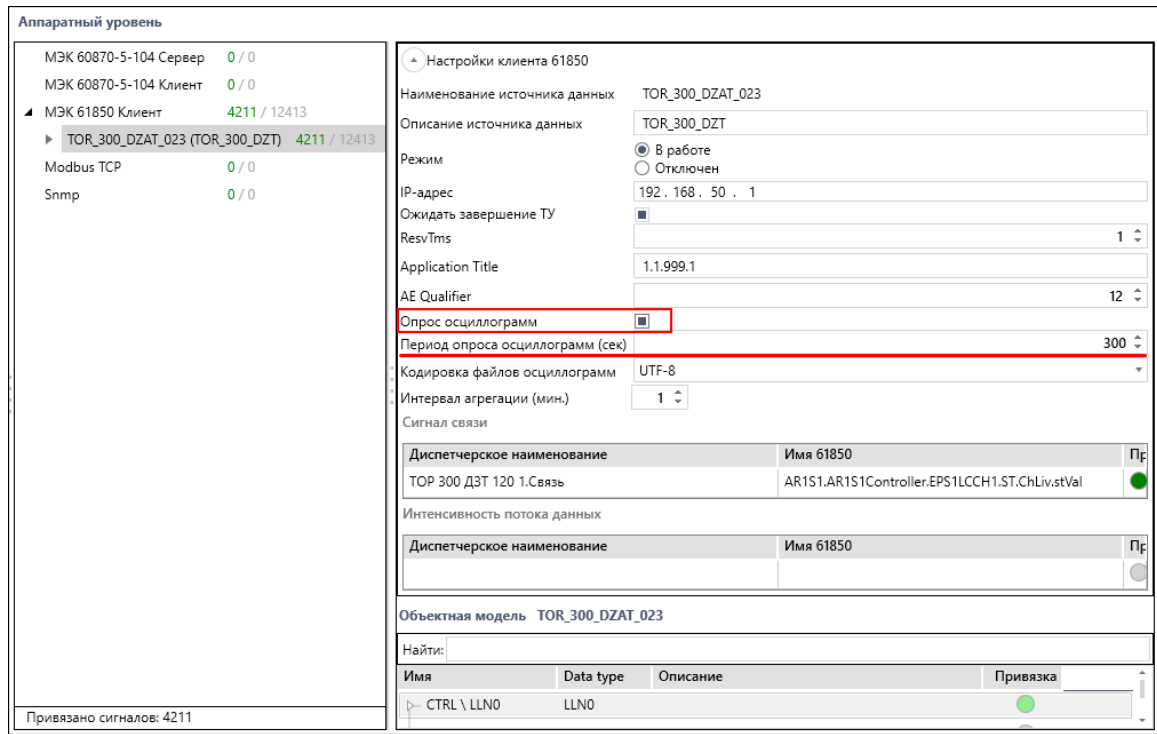 Аппаратный уровень
МЭК 60870-5-104 Сервер 0 / 0
МЭК 60870-5-104 Клиент 0 / 0
МЭК 61850 Клиент 4211 / 12413
TOR_300_DZAT_023 (TOR_300_DZT) 4211 / 12413
Modbus TCP 0 / 0
Snmp 0 / 0
Привязано сигналов: 4211
Настройки клиента 61850
Наименование источника данных TOR_300_DZAT_023
Описание источника данных TOR_300_DZT
Режим
В работе
Отключен
IP-адрес 192 . 168 . 50 . 1
Ожидать завершение ТУ
ResvTms 1
Application Title 1.1.999.1
AE Qualifier 12
Опрос осциллограмм
Период опроса осциллограмм (сек) 300
Кодировка файлов осциллограмм UTF-8
Интервал агрегации (мин.) 1
Сигнал связи
Диспетчерское наименование Имя 61850 Пр
ТОР 300 ДЗТ 120 1.Связь AR1S1.AR1S1Controller.EPS1LCCH1.ST.ChLiv.stVal
Интенсивность потока данных
Диспетчерское наименование Имя 61850 Пр
Объектная модель TOR_300_DZAT_023
Найти:
Имя Data type Описание Привязка
CTRL \ LLN0 LLN0